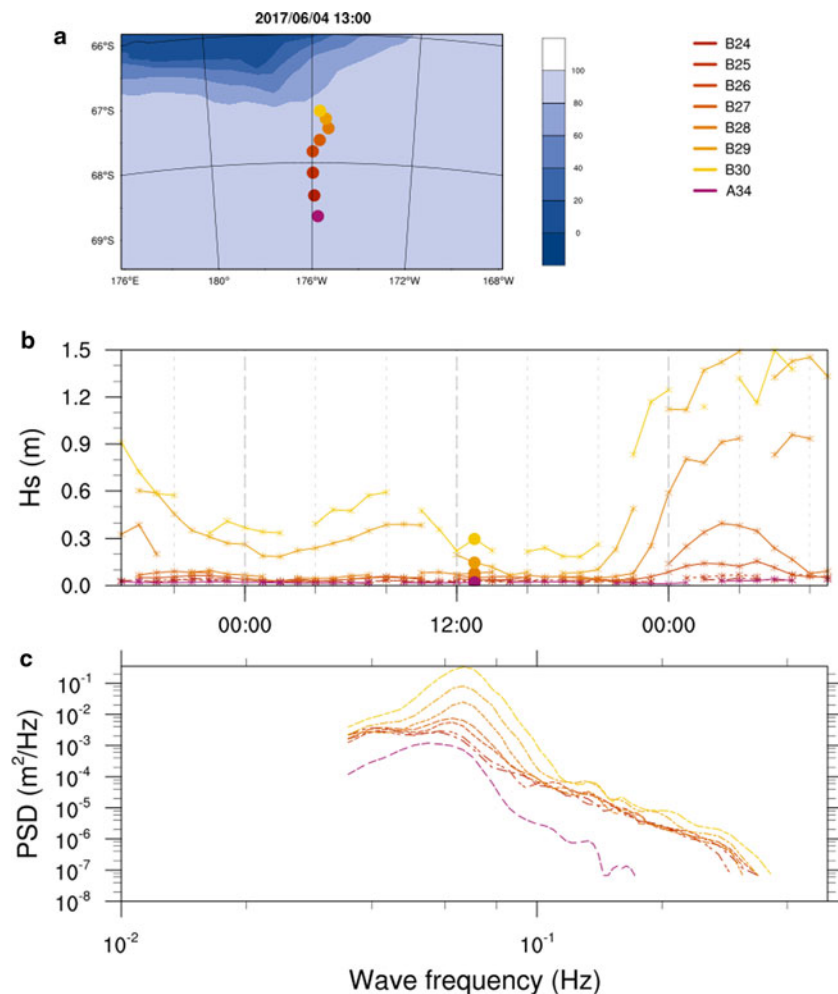 2017/06/04 13:00
a
66°S
67°S
68°S
69°S
176°E 180° 176°W 172°W 168°W
100
80
60
40
20
0
B24
B25
B26
B27
B28
B29
B30
A34
b
1.5
1.2
0.9
0.6
0.3
0.0
Hs (m)
00:00 12:00 00:00
c
10⁻¹
10⁻²
10⁻³
10⁻⁴
10⁻⁵
10⁻⁶
10⁻⁷
10⁻⁸
PSD (m²/Hz)
10⁻² 10⁻¹
Wave frequency (Hz)